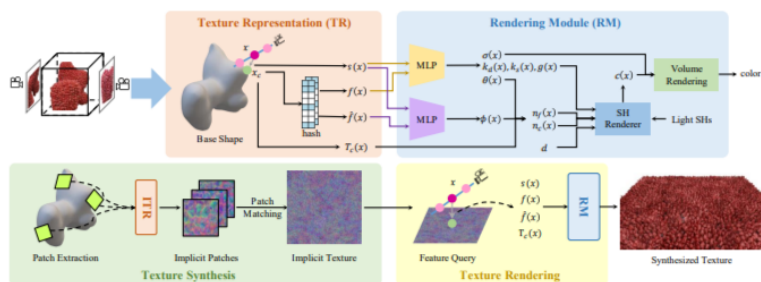 Texture Representation (TR)
Rendering Module (RM)
r
x_c
s(x)
f(x)
f̂(x)
T_c(x)
hash
Base Shape
MLP
MLP
σ(x)
k_d(x), k_s(x), g(x)
θ(x)
ϕ(x)
n_f(x)
n_c(x)
d
c(x)
SH
Renderer
Volume
Rendering
color
Light SHs
ITR
Patch
Matching
Patch Extraction
Implicit Patches
Implicit Texture
Texture Synthesis
r
Feature Query
s(x)
f(x)
f̂(x)
T_c(x)
RM
Texture Rendering
Synthesized Texture